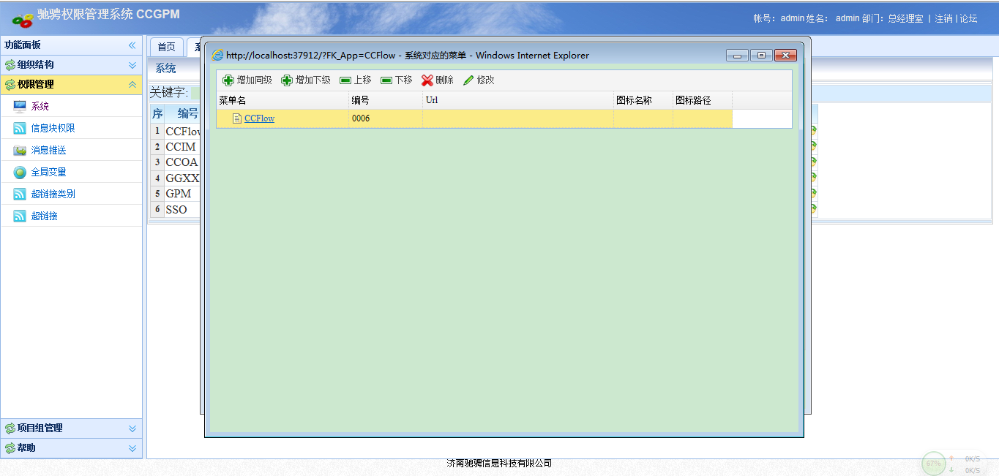 驰骋权限管理系统 CCGPM
帐号: admin 姓名: admin 部门: 总经理室 | 注销 | 论坛
功能面板
组织结构
权限管理
系统
信息块权限
消息推送
全局变量
超链接类别
超链接
项目组管理
帮助
首页
系统
关键字:
序 编号
1 CCFlow
2 CCIM
3 CCOA
4 GGXX
5 GPM
6 SSO
http://localhost:37912/?FK_App=CCFlow - 系统对应的菜单 - Windows Internet Explorer
增加同级 增加下级 上移 下移 删除 修改
菜单名 编号 Url 图标名称 图标路径
CCFlow 0006
济南驰骋信息科技有限公司
67% 0K/S
0K/S